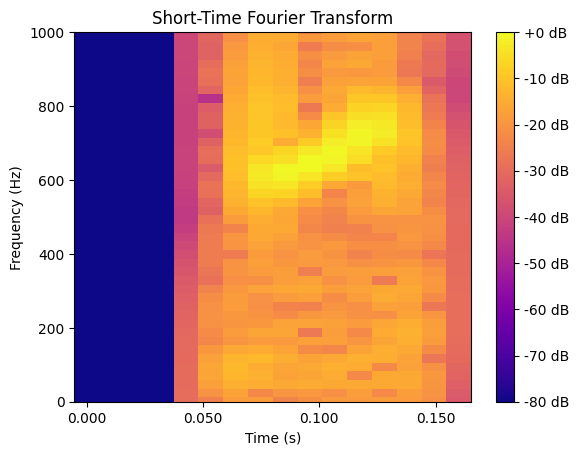 Short-Time Fourier Transform
1000
800
600
400
200
0
Frequency (Hz)
0.000
0.050
0.100
0.150
Time (s)
+0 dB
-10 dB
-20 dB
-30 dB
-40 dB
-50 dB
-60 dB
-70 dB
-80 dB